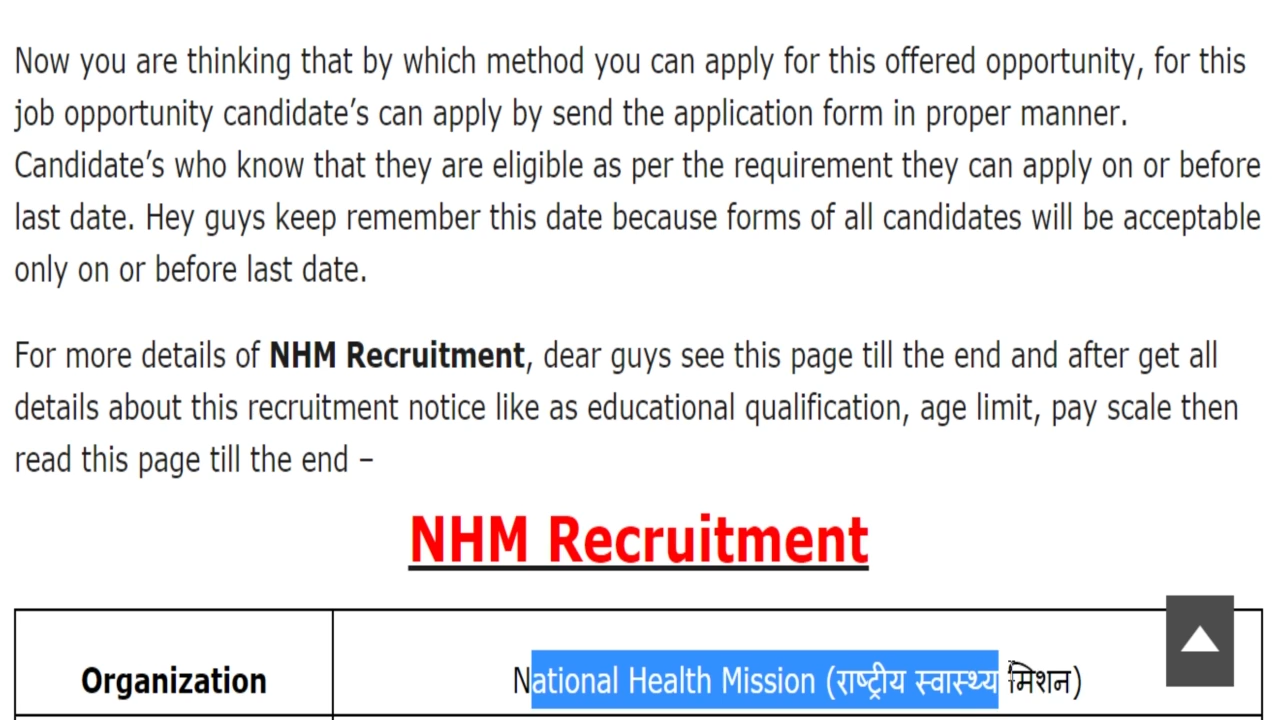 Now you are thinking that by which method you can apply for this offered opportunity, for this
job opportunity candidate’s can apply by send the application form in proper manner.
Candidate’s who know that they are eligible as per the requirement they can apply on or before
last date. Hey guys keep remember this date because forms of all candidates will be acceptable
only on or before last date.
For more details of NHM Recruitment, dear guys see this page till the end and after get all
details about this recruitment notice like as educational qualification, age limit, pay scale then
read this page till the end –
NHM Recruitment
Organization
National Health Mission (राष्ट्रीय स्वास्थ्य मिशन)